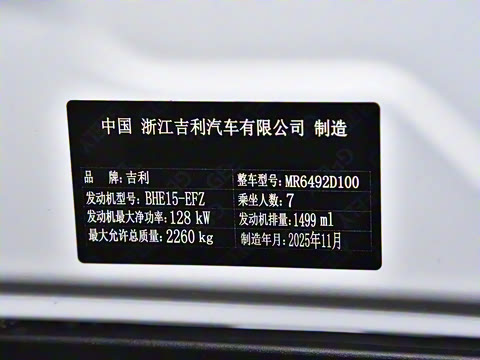 中国 浙江吉利汽车有限公司 制造
品 牌: 吉利 整车型号: MR6492D100
发动机型号: BHE15-EFZ 乘坐人数: 7
发动机最大净功率: 128 kW 发动机排量: 1499 ml
最大允许总质量: 2260 kg 制造年月: 2025年11月